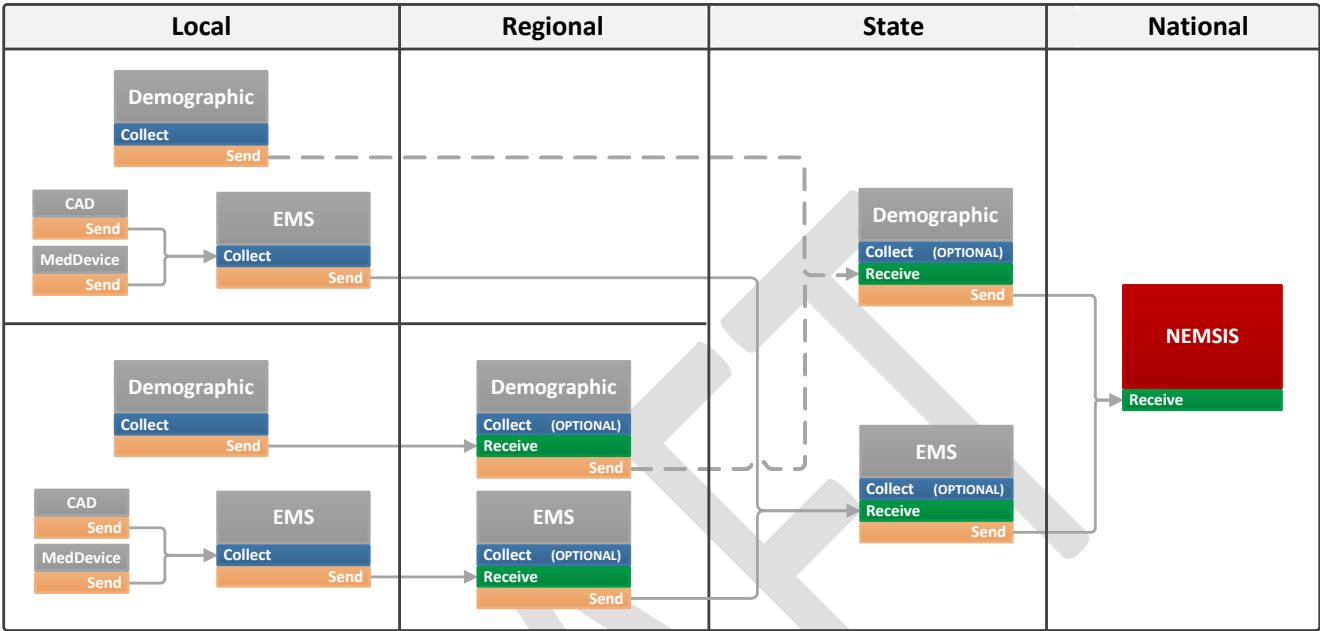 Local
Regional
State
National
Demographic
Collect
Send
CAD
Send
MedDevice
Send
EMS
Collect
Send
Demographic
Collect
Send
CAD
Send
MedDevice
Send
EMS
Collect
Send
Demographic
Collect (OPTIONAL)
Receive
Send
EMS
Collect (OPTIONAL)
Receive
Send
Demographic
Collect (OPTIONAL)
Receive
Send
EMS
Collect (OPTIONAL)
Receive
Send
NEMSIS
Receive